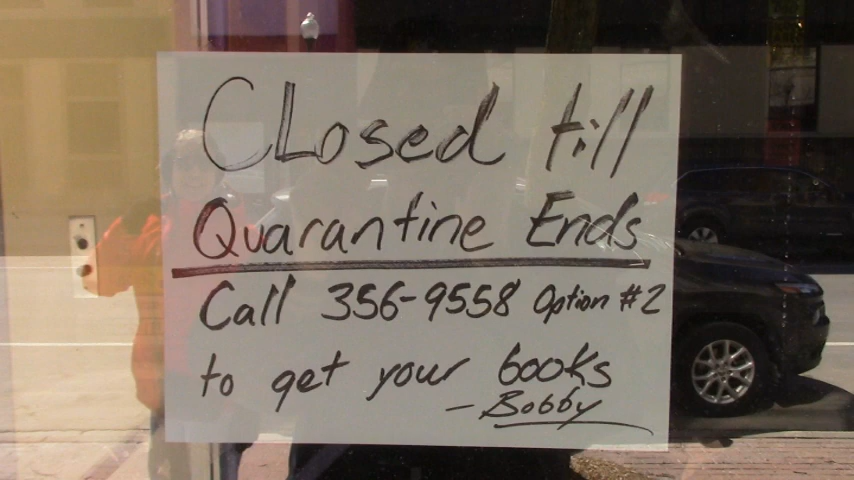 CLosed till
Quarantine Ends
Call 356-9558 Option #2
to get your books
- Bobby